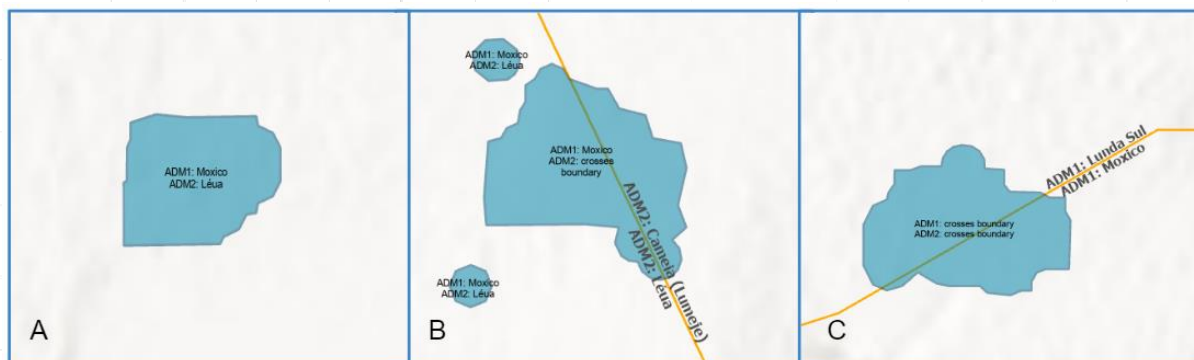 ADM1: Moxico
ADM2: Léua
A
ADM1: Moxico
ADM2: Léua
ADM1: Moxico
ADM2: crosses
boundary
ADM2: Cameia (Lumeje)
ADM2: Léua
ADM1: Moxico
ADM2: Léua
B
ADM1: Lunda Sul
ADM1: Moxico
ADM1: crosses boundary
ADM2: crosses boundary
C